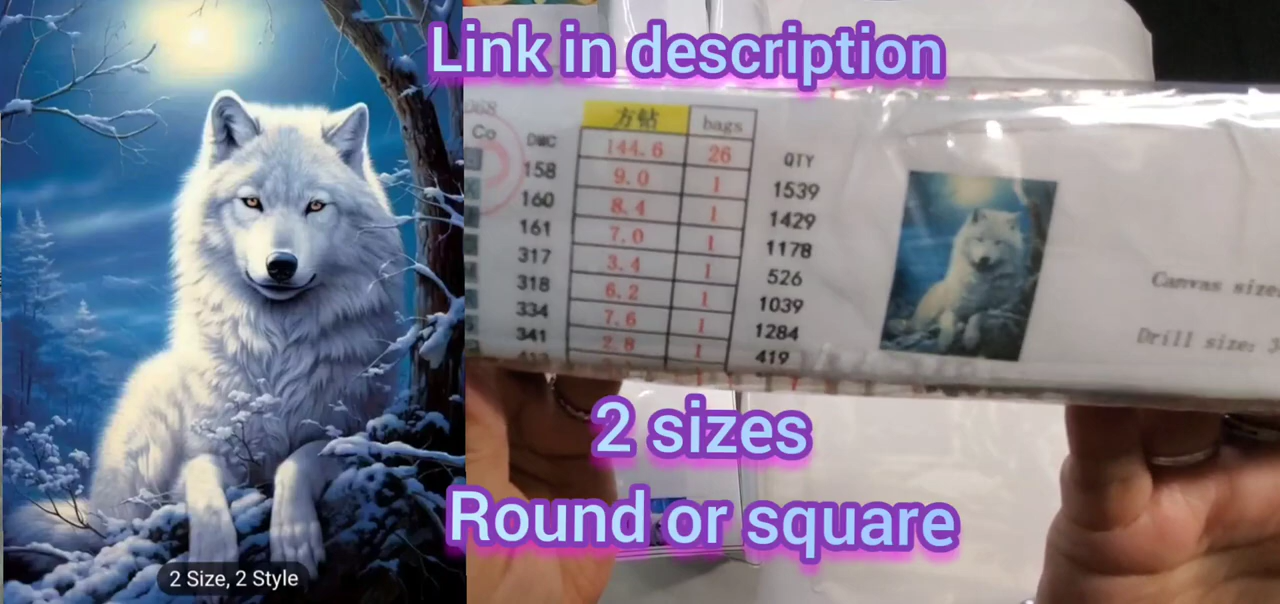 Link in description
Co DMC 方钻 bags QTY
144.6 26
158 9.0 1 1539
160 8.4 1 1429
161 7.0 1 1178
317 3.4 1 526
318 6.2 1 1039
334 7.6 1 1284
341 2.8 1 419
Canvas size
Drill size: 3
2 sizes
Round or square
2 Size, 2 Style